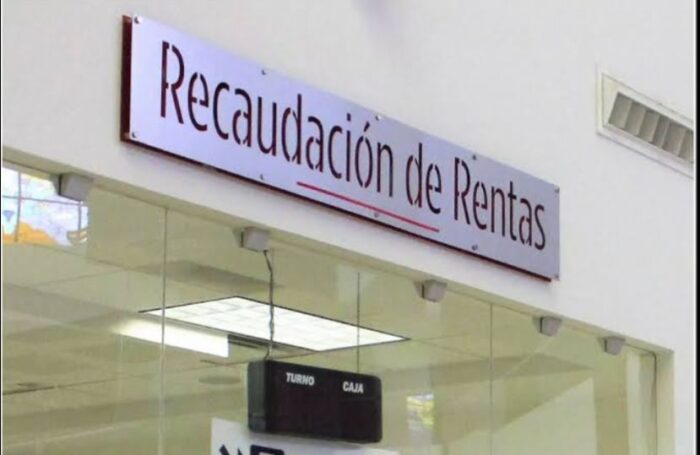 Recaudación de Rentas
TURNO CAJA